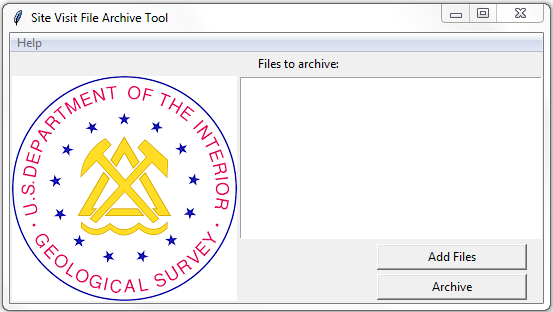 Site Visit File Archive Tool
Help
Files to archive:
U.S. DEPARTMENT OF THE INTERIOR
· GEOLOGICAL SURVEY ·
Add Files
Archive